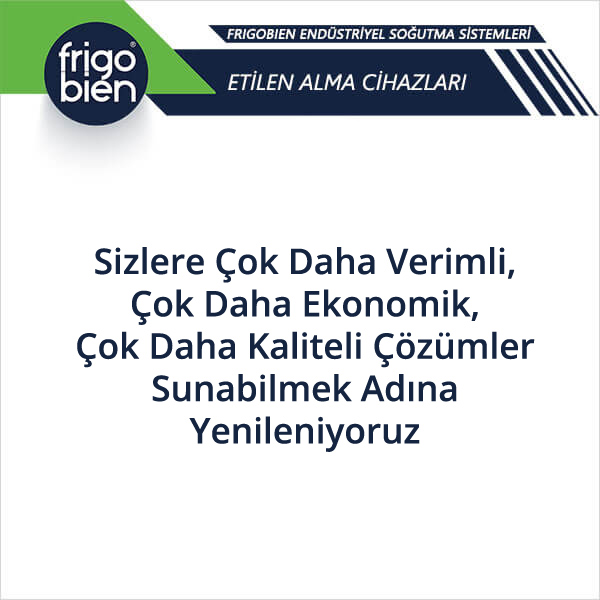 frigo
bien
®
FRIGOBIEN ENDÜSTRİYEL SOĞUTMA SİSTEMLERİ
ETİLEN ALMA CİHAZLARI
Sizlere Çok Daha Verimli,
Çok Daha Ekonomik,
Çok Daha Kaliteli Çözümler
Sunabilmek Adına
Yenileniyoruz